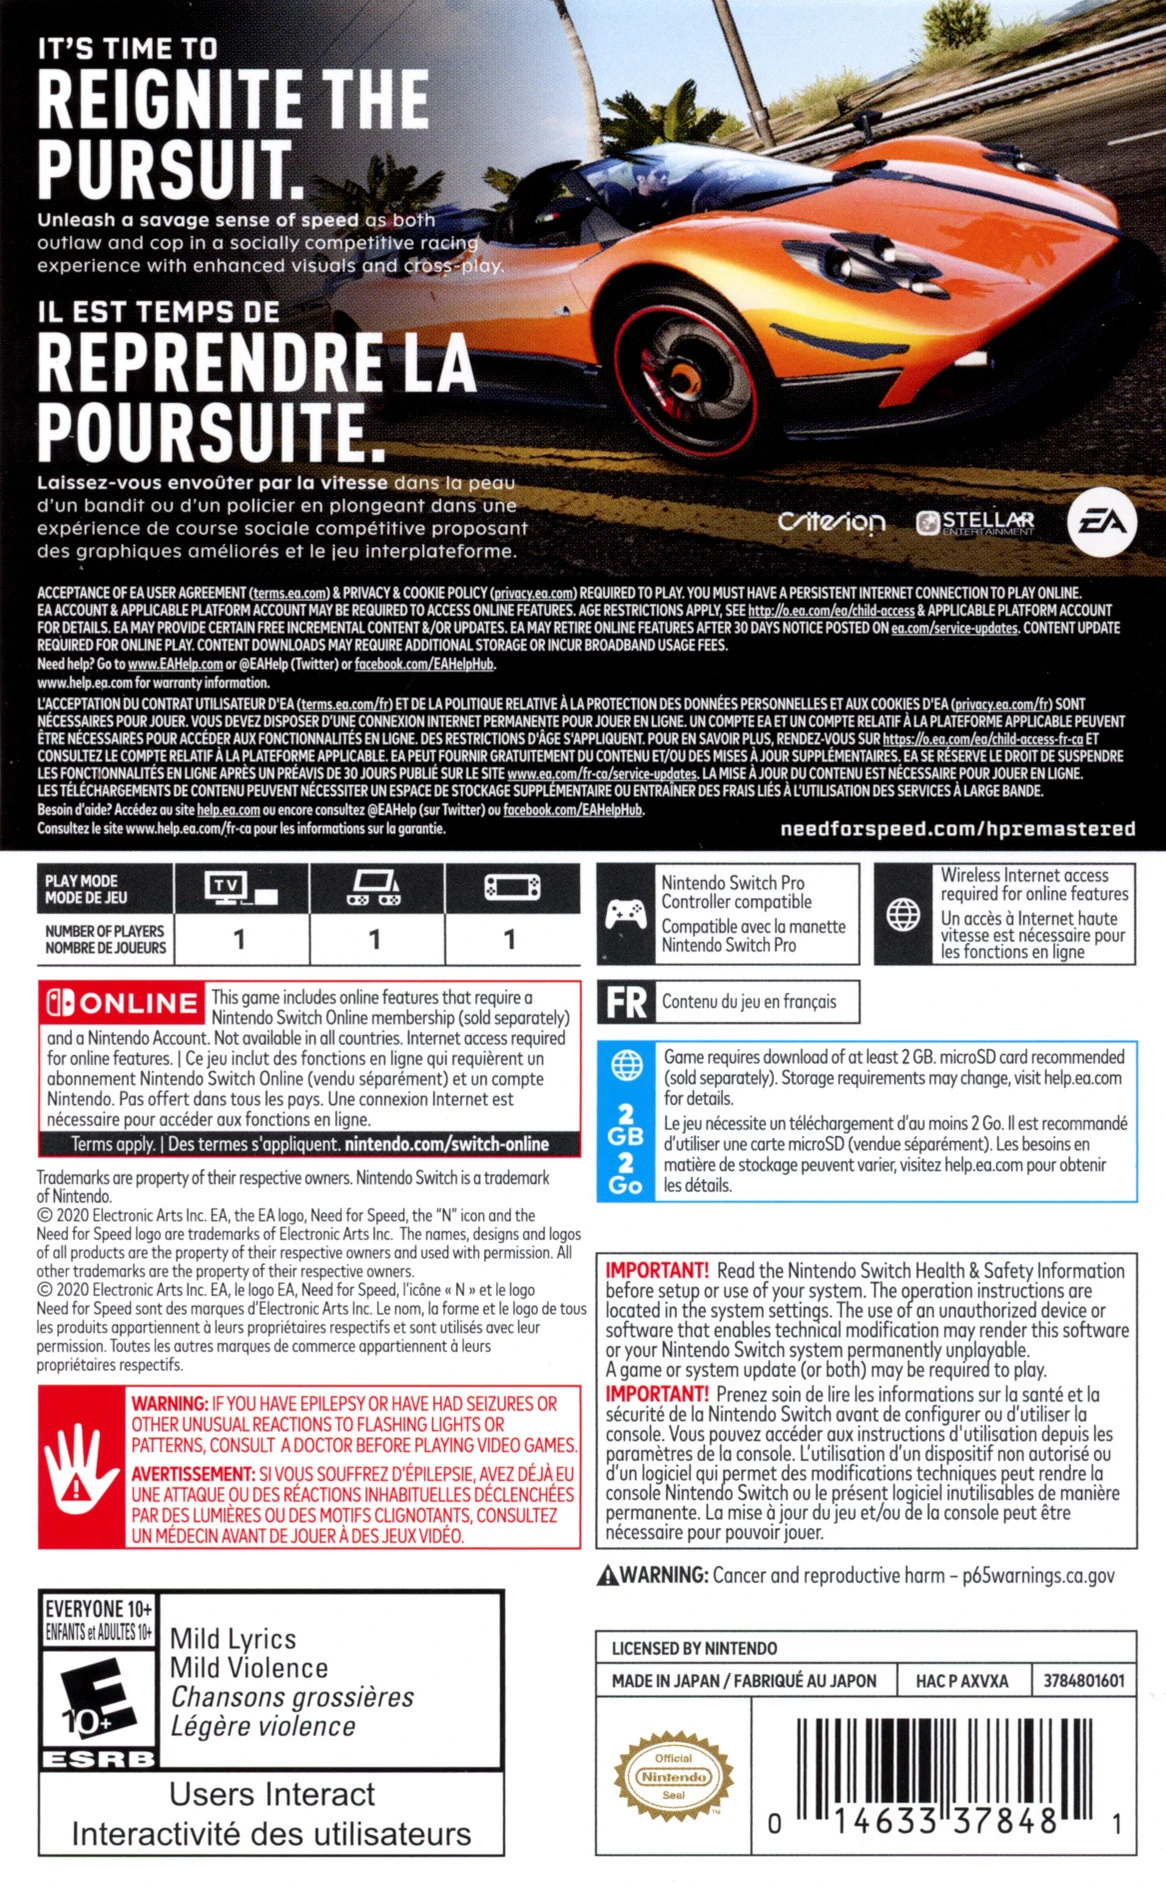 IT'S TIME TO
REIGNITE THE
PURSUIT.
Unleash a savage sense of speed as both
outlaw and cop in a socially competitive racing
experience with enhanced visuals and cross-play.
IL EST TEMPS DE
REPRENDRE LA
POURSUITE.
Laissez-vous envoûter par la vitesse dans la peau
d'un bandit ou d'un policier en plongeant dans une
expérience de course sociale compétitive proposant
des graphiques améliorés et le jeu interplateforme.
Criterion
STELLAR
ENTERTAINMENT
EA
ACCEPTANCE OF EA USER AGREEMENT (terms.ea.com) & PRIVACY & COOKIE POLICY (privacy.ea.com) REQUIRED TO PLAY. YOU MUST HAVE A PERSISTENT INTERNET CONNECTION TO PLAY ONLINE.
EA ACCOUNT & APPLICABLE PLATFORM ACCOUNT MAY BE REQUIRED TO ACCESS ONLINE FEATURES. AGE RESTRICTIONS APPLY, SEE http://o.ea.com/ea/child-access & APPLICABLE PLATFORM ACCOUNT
FOR DETAILS. EA MAY PROVIDE CERTAIN FREE INCREMENTAL CONTENT &/OR UPDATES. EA MAY RETIRE ONLINE FEATURES AFTER 30 DAYS NOTICE POSTED ON ea.com/service-updates. CONTENT UPDATE
REQUIRED FOR ONLINE PLAY. CONTENT DOWNLOADS MAY REQUIRE ADDITIONAL STORAGE OR INCUR BROADBAND USAGE FEES.
Need help? Go to www.EAHelp.com or @EAHelp (Twitter) or facebook.com/EAHelpHub.
www.help.ea.com for warranty information.
L'ACCEPTATION DU CONTRAT UTILISATEUR D'EA (terms.ea.com/fr) ET DE LA POLITIQUE RELATIVE À LA PROTECTION DES DONNÉES PERSONNELLES ET AUX COOKIES D'EA (privacy.ea.com/fr) SONT
NÉCESSAIRES POUR JOUER. VOUS DEVEZ DISPOSER D'UNE CONNEXION INTERNET PERMANENTE POUR JOUER EN LIGNE. UN COMPTE EA ET UN COMPTE RELATIF À LA PLATEFORME APPLICABLE PEUVENT
ÊTRE NÉCESSAIRES POUR ACCÉDER AUX FONCTIONNALITÉS EN LIGNE. DES RESTRICTIONS D'ÂGE S'APPLIQUENT. POUR EN SAVOIR PLUS, RENDEZ-VOUS SUR https://o.ea.com/ea/child-access-fr-ca ET
CONSULTEZ LE COMPTE RELATIF À LA PLATEFORME APPLICABLE. EA PEUT FOURNIR GRATUITEMENT DU CONTENU ET/OU DES MISES À JOUR SUPPLÉMENTAIRES. EA SE RÉSERVE LE DROIT DE SUSPENDRE
LES FONCTIONNALITÉS EN LIGNE APRÈS UN PRÉAVIS DE 30 JOURS PUBLIÉ SUR LE SITE www.ea.com/fr-ca/service-updates. LA MISE À JOUR DU CONTENU EST NÉCESSAIRE POUR JOUER EN LIGNE.
LES TÉLÉCHARGEMENTS DE CONTENU PEUVENT NÉCESSITER UN ESPACE DE STOCKAGE SUPPLÉMENTAIRE OU ENTRAÎNER DES FRAIS LIÉS À L'UTILISATION DES SERVICES À LARGE BANDE.
Besoin d'aide? Accédez au site help.ea.com ou encore consultez @EAHelp (sur Twitter) ou facebook.com/EAHelpHub.
Consultez le site www.help.ea.com/fr-ca pour les informations sur la garantie.
needforspeed.com/hpremastered
PLAY MODE
MODE DE JEU
TV
NUMBER OF PLAYERS
NOMBRE DE JOUEURS
1 1 1
Nintendo Switch Pro
Controller compatible
Compatible avec la manette
Nintendo Switch Pro
Wireless Internet access
required for online features
Un accès à Internet haute
vitesse est nécessaire pour
les fonctions en ligne
ONLINE
This game includes online features that require a
Nintendo Switch Online membership (sold separately)
and a Nintendo Account. Not available in all countries. Internet access required
for online features. | Ce jeu inclut des fonctions en ligne qui requièrent un
abonnement Nintendo Switch Online (vendu séparément) et un compte
Nintendo. Pas offert dans tous les pays. Une connexion Internet est
nécessaire pour accéder aux fonctions en ligne.
Terms apply. | Des termes s'appliquent. nintendo.com/switch-online
FR
Contenu du jeu en français
2
GB
2
Go
Game requires download of at least 2 GB. microSD card recommended
(sold separately). Storage requirements may change, visit help.ea.com
for details.
Le jeu nécessite un téléchargement d'au moins 2 Go. Il est recommandé
d'utiliser une carte microSD (vendue séparément). Les besoins en
matière de stockage peuvent varier, visitez help.ea.com pour obtenir
les détails.
Trademarks are property of their respective owners. Nintendo Switch is a trademark
of Nintendo.
© 2020 Electronic Arts Inc. EA, the EA logo, Need for Speed, the "N" icon and the
Need for Speed logo are trademarks of Electronic Arts Inc. The names, designs and logos
of all products are the property of their respective owners and used with permission. All
other trademarks are the property of their respective owners.
© 2020 Electronic Arts Inc. EA, le logo EA, Need for Speed, l'icône « N » et le logo
Need for Speed sont des marques d'Electronic Arts Inc. Le nom, la forme et le logo de tous
les produits appartiennent à leurs propriétaires respectifs et sont utilisés avec leur
permission. Toutes les autres marques de commerce appartiennent à leurs
propriétaires respectifs.
WARNING: IF YOU HAVE EPILEPSY OR HAVE HAD SEIZURES OR
OTHER UNUSUAL REACTIONS TO FLASHING LIGHTS OR
PATTERNS, CONSULT A DOCTOR BEFORE PLAYING VIDEO GAMES.
AVERTISSEMENT: SI VOUS SOUFFREZ D'ÉPILEPSIE, AVEZ DÉJÀ EU
UNE ATTAQUE OU DES RÉACTIONS INHABITUELLES DÉCLENCHÉES
PAR DES LUMIÈRES OU DES MOTIFS CLIGNOTANTS, CONSULTEZ
UN MÉDECIN AVANT DE JOUER À DES JEUX VIDÉO.
IMPORTANT! Read the Nintendo Switch Health & Safety Information
before setup or use of your system. The operation instructions are
located in the system settings. The use of an unauthorized device or
software that enables technical modification may render this software
or your Nintendo Switch system permanently unplayable.
A game or system update (or both) may be required to play.
IMPORTANT! Prenez soin de lire les informations sur la santé et la
sécurité de la Nintendo Switch avant de configurer ou d'utiliser la
console. Vous pouvez accéder aux instructions d'utilisation depuis les
paramètres de la console. L'utilisation d'un dispositif non autorisé ou
d'un logiciel qui permet des modifications techniques peut rendre la
console Nintendo Switch ou le présent logiciel inutilisables de manière
permanente. La mise à jour du jeu et/ou de la console peut être
nécessaire pour pouvoir jouer.
WARNING: Cancer and reproductive harm – p65warnings.ca.gov
EVERYONE 10+
ENFANTS et ADULTES 10+
E
10+
ESRB
Mild Lyrics
Mild Violence
Chansons grossières
Légère violence
Users Interact
Interactivité des utilisateurs
LICENSED BY NINTENDO
MADE IN JAPAN / FABRIQUÉ AU JAPON
HAC P AXVXA
3784801601
Official
Nintendo
Seal
TM
0 14633 37848 1